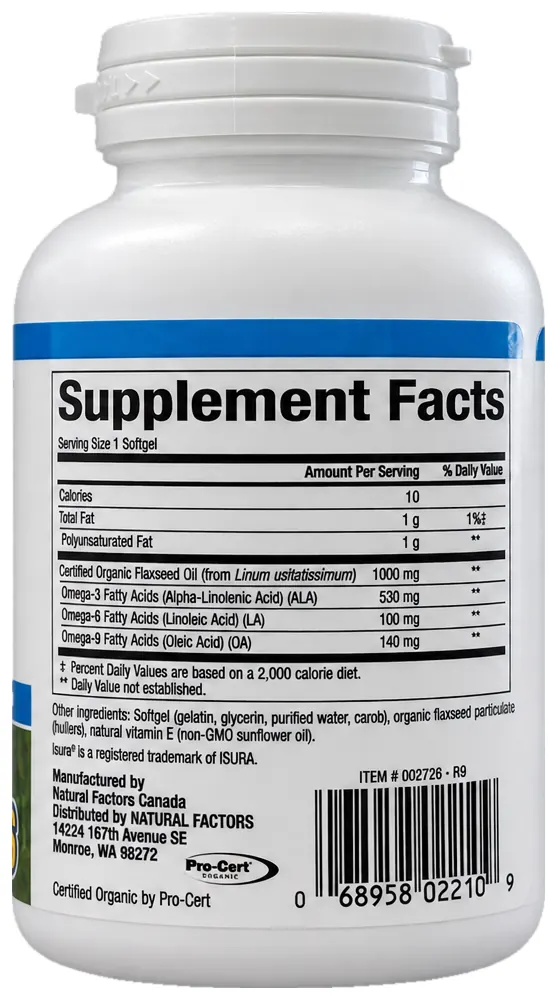 Supplement Facts
Serving Size 1 Softgel
Amount Per Serving % Daily Value
Calories 10
Total Fat 1 g 1%‡
Polyunsaturated Fat 1 g **
Certified Organic Flaxseed Oil (from Linum usitatissimum) 1000 mg **
Omega-3 Fatty Acids (Alpha-Linolenic Acid) (ALA) 530 mg **
Omega-6 Fatty Acids (Linoleic Acid) (LA) 100 mg **
Omega-9 Fatty Acids (Oleic Acid) (OA) 140 mg **
‡ Percent Daily Values are based on a 2,000 calorie diet.
** Daily Value not established.
Other ingredients: Softgel (gelatin, glycerin, purified water, carob), organic flaxseed particulate
(hullers), natural vitamin E (non-GMO sunflower oil).
Isura® is a registered trademark of ISURA.
Manufactured by
Natural Factors Canada
Distributed by NATURAL FACTORS
14224 167th Avenue SE
Monroe, WA 98272
Pro-Cert
ORGANIC
Certified Organic by Pro-Cert
ITEM # 002726 - R9
0 68958 02210 9